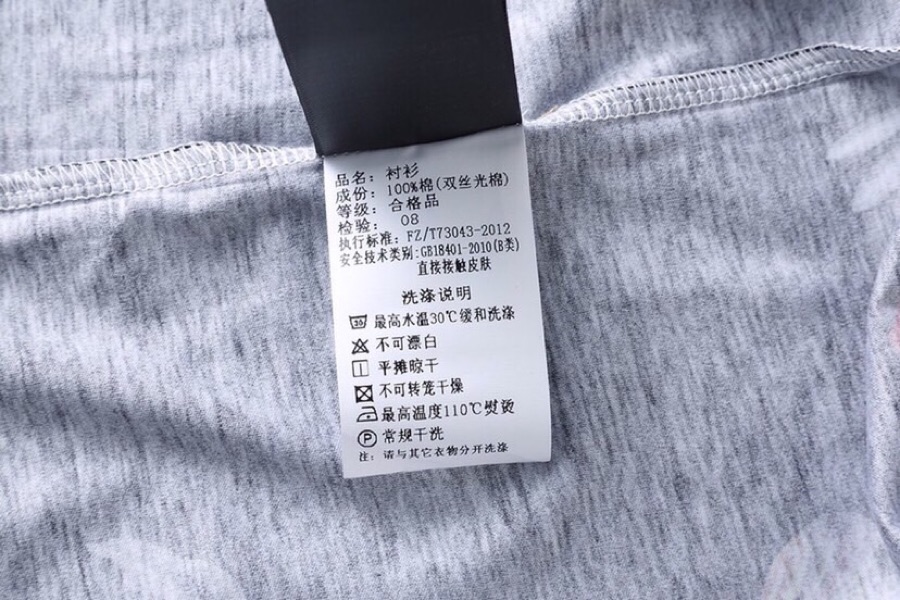 品名: 衬衫
成份: 100%棉(双丝光棉)
等级: 合格品
检验: 08
执行标准: FZ/T73043-2012
安全技术类别:GB18401-2010(B类)
直接接触皮肤
洗涤说明
30 最高水温30℃缓和洗涤
不可漂白
平摊晾干
不可转笼干燥
最高温度110℃熨烫
P 常规干洗
注: 请与其它衣物分开洗涤